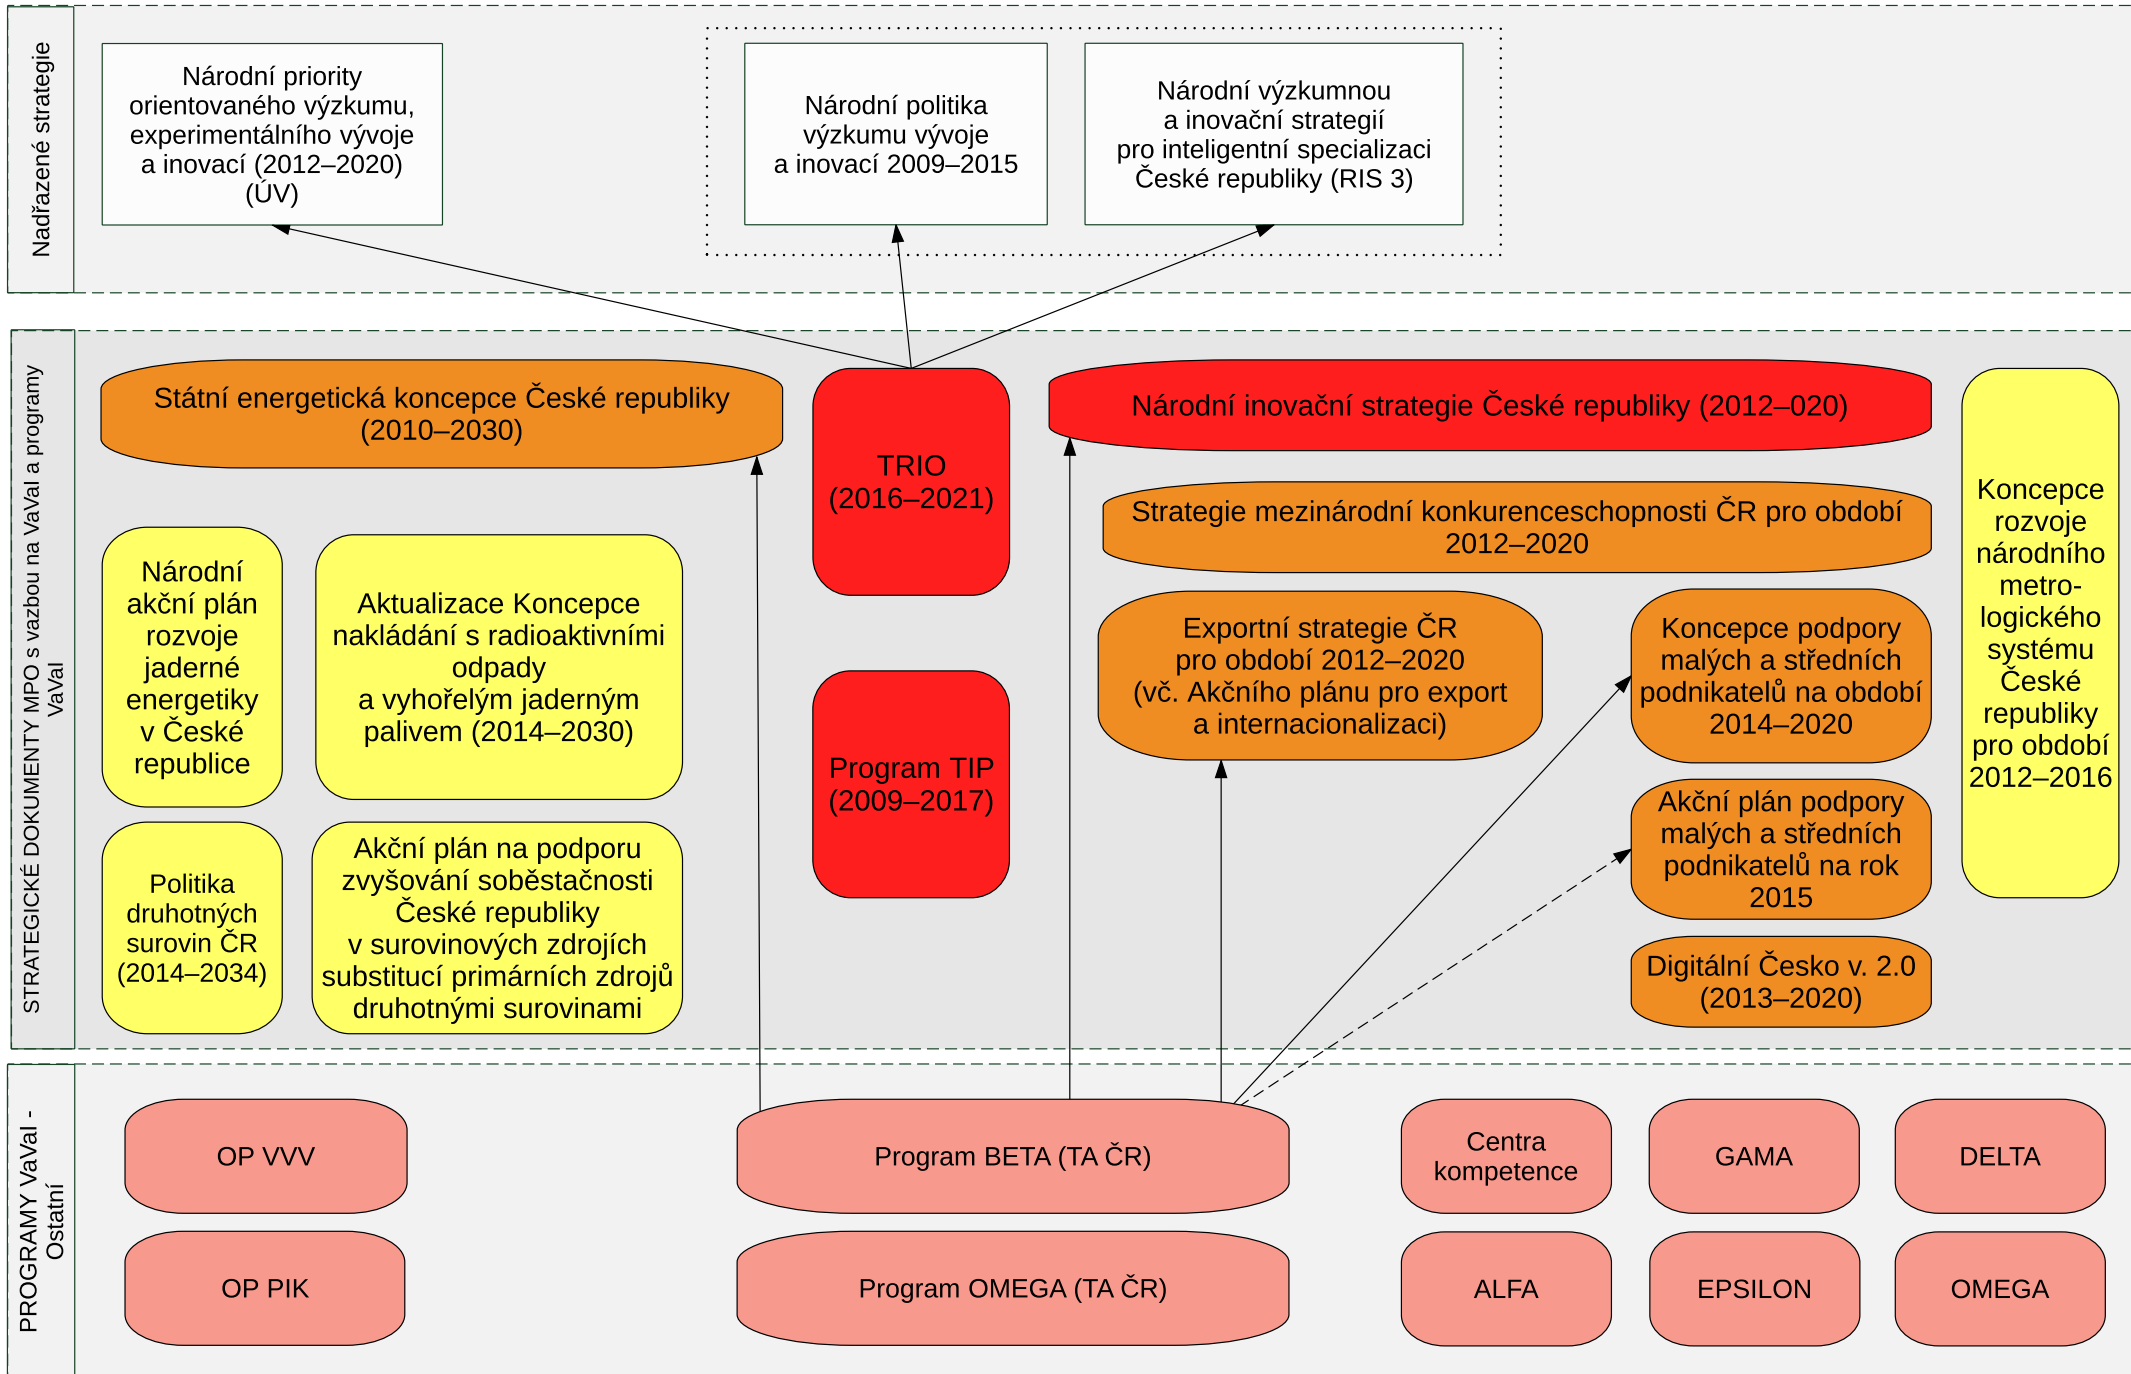 Nadřazené strategie
Národní priority
orientovaného výzkumu,
experimentálního vývoje
a inovací (2012–2020)
(ÚV)
Národní politika
výzkumu vývoje
a inovací 2009–2015
Národní výzkumnou
a inovační strategií
pro inteligentní specializaci
České republiky (RIS 3)
STRATEGICKÉ DOKUMENTY MPO s vazbou na VaVaI a programy
VaVaI
Státní energetická koncepce České republiky
(2010–2030)
Národní
akční plán
rozvoje
jaderné
energetiky
v České
republice
Aktualizace Koncepce
nakládání s radioaktivními
odpady
a vyhořelým jaderným
palivem (2014–2030)
Politika
druhotných
surovin ČR
(2014–2034)
Akční plán na podporu
zvyšování soběstačnosti
České republiky
v surovinových zdrojích
substitucí primárních zdrojů
druhotnými surovinami
TRIO
(2016–2021)
Program TIP
(2009–2017)
Národní inovační strategie České republiky (2012–020)
Strategie mezinárodní konkurenceschopnosti ČR pro období
2012–2020
Exportní strategie ČR
pro období 2012–2020
(vč. Akčního plánu pro export
a internacionalizaci)
Koncepce podpory
malých a středních
podnikatelů na období
2014–2020
Akční plán podpory
malých a středních
podnikatelů na rok
2015
Digitální Česko v. 2.0
(2013–2020)
Koncepce
rozvoje
národního
metro-
logického
systému
České
republiky
pro období
2012–2016
PROGRAMY VaVaI -
Ostatní
OP VVV
OP PIK
Program BETA (TA ČR)
Program OMEGA (TA ČR)
Centra
kompetence
GAMA
DELTA
ALFA
EPSILON
OMEGA